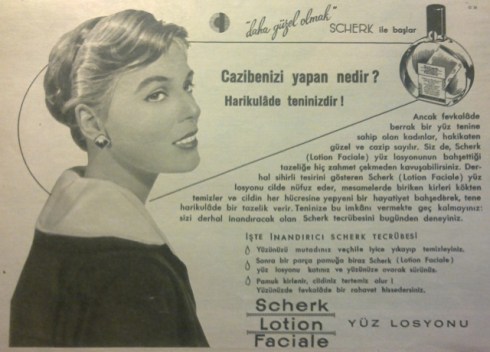 "daha güzel olmak" SCHERK ile başlar
Cazibenizi yapan nedir ?
Harikulâde teninizdir !
Ancak fevkalâde
berrak bir yüz tenine
sahip olan kadınlar, hakikaten
güzel ve cazip sayılır. Siz de, Scherk
(Lotion Faciale) yüz losyonunun bahşettiği
tazeliğe hiç zahmet çekmeden kavuşabilirsiniz. Der-
hal sihirli tesirini gösteren Scherk (Lotion Faciale) yüz
losyonu cilde nüfuz eder, mesamelerde biriken kirleri kökten
temizler ve cildin her hücresine yepyeni bir hayatiyet bahşederek, tene
harikulâde bir tazelik verir. Teninize bu imkânı vermekte geç kalmayınız:
sizi derhal inandıracak olan Scherk tecrübesini bugünden deneyiniz.
İŞTE İNANDIRICI SCHERK TECRÜBESİ
Yüzünüzü mutadınız veçhile iyice yıkayıp temizleyiniz.
Sonra bir parça pamuğa biraz Scherk (Lotion Faciale)
yüz losyonu katınız ve yüzünüze ovarak sürünüz.
Pamuk kirlenir, cildiniz tertemiz olur !
Yüzünüzde fevkalâde bir rahavet hissedersiniz.
Scherk
Lotion YÜZ LOSYONU
Faciale